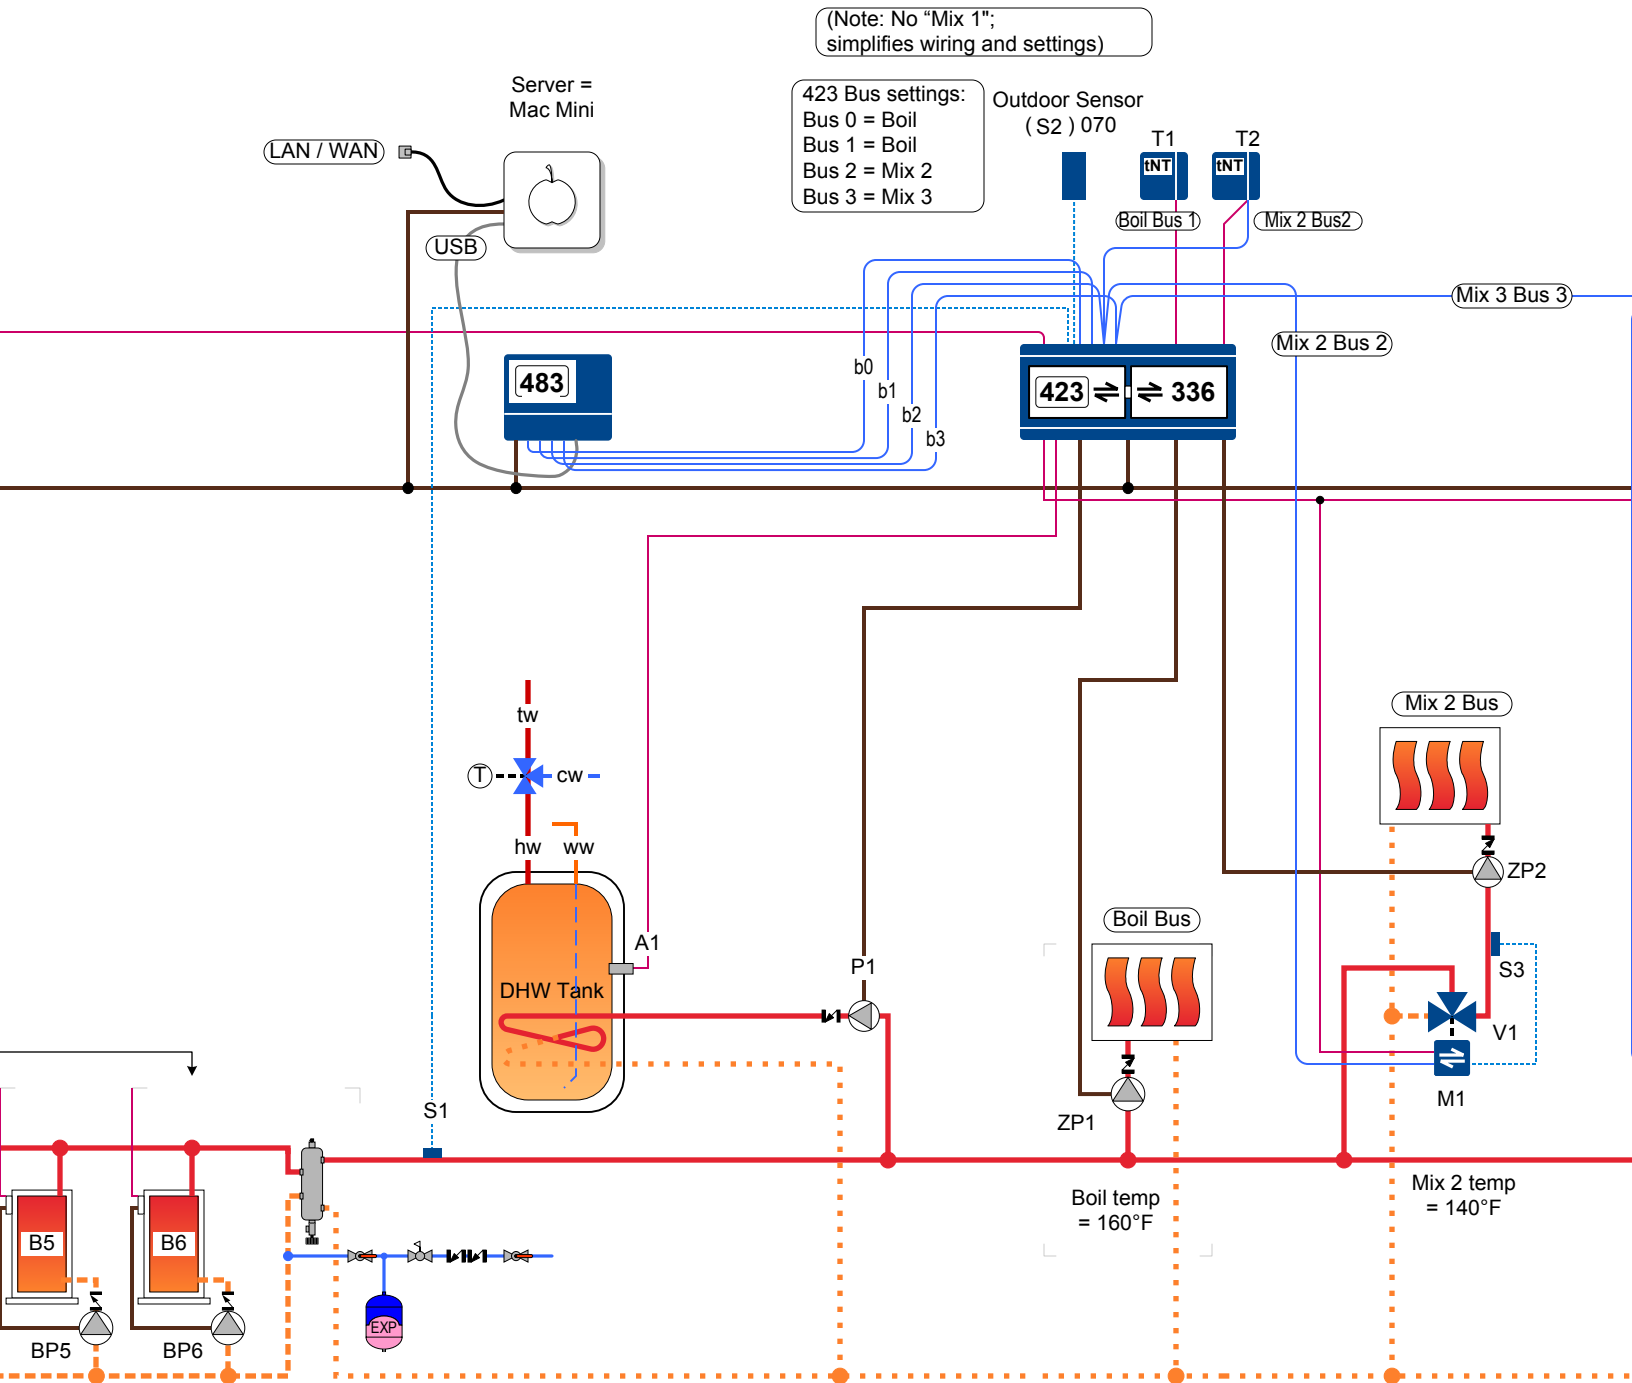 (Note: No “Mix 1";
simplifies wiring and settings)
Server =
Mac Mini
423 Bus settings:
Bus 0 = Boil
Bus 1 = Boil
Bus 2 = Mix 2
Bus 3 = Mix 3
Outdoor Sensor
( S2 ) 070
T1
T2
LAN / WAN
tNT
tNT
Boil Bus 1
Mix 2 Bus2
USB
Mix 3 Bus 3
Mix 2 Bus 2
483
b0
b1
b2
b3
423
336
tw
T
cw
hw
ww
Mix 2 Bus
ZP2
Boil Bus
A1
P1
S3
DHW Tank
V1
M1
S1
ZP1
Boil temp
= 160°F
Mix 2 temp
= 140°F
B5
B6
EXP
BP5
BP6